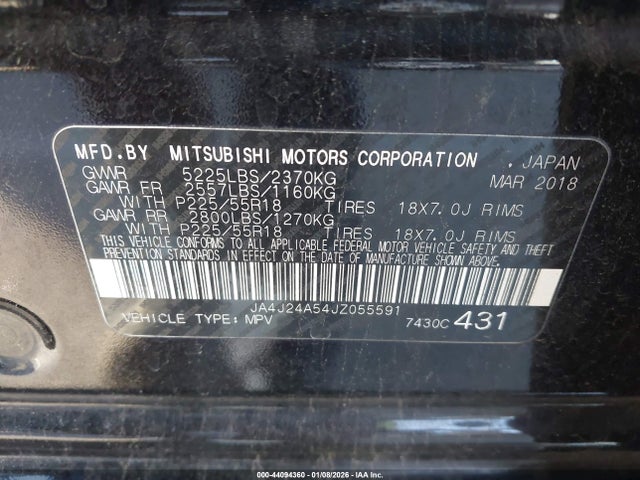 MFD.BY MITSUBISHI MOTORS CORPORATION . JAPAN
GVWR 5225LBS/2370KG MAR 2018
GAWR FR 2557LBS/1160KG
WITH P225/55R18 TIRES 18X7.0J RIMS
GAWR RR 2800LBS/1270KG
WITH P225/55R18 TIRES 18X7.0J RIMS
THIS VEHICLE CONFORMS TO ALL APPLICABLE FEDERAL MOTOR VEHICLE SAFETY AND THEFT
PREVENTION STANDARDS IN EFFECT ON THE DATE OF MANUFACTURE SHOWN ABOVE.
JA4J24A54JZ055591
VEHICLE TYPE: MPV 7430C 431
000-44094360 - 01/08/2026 - IAA Inc.